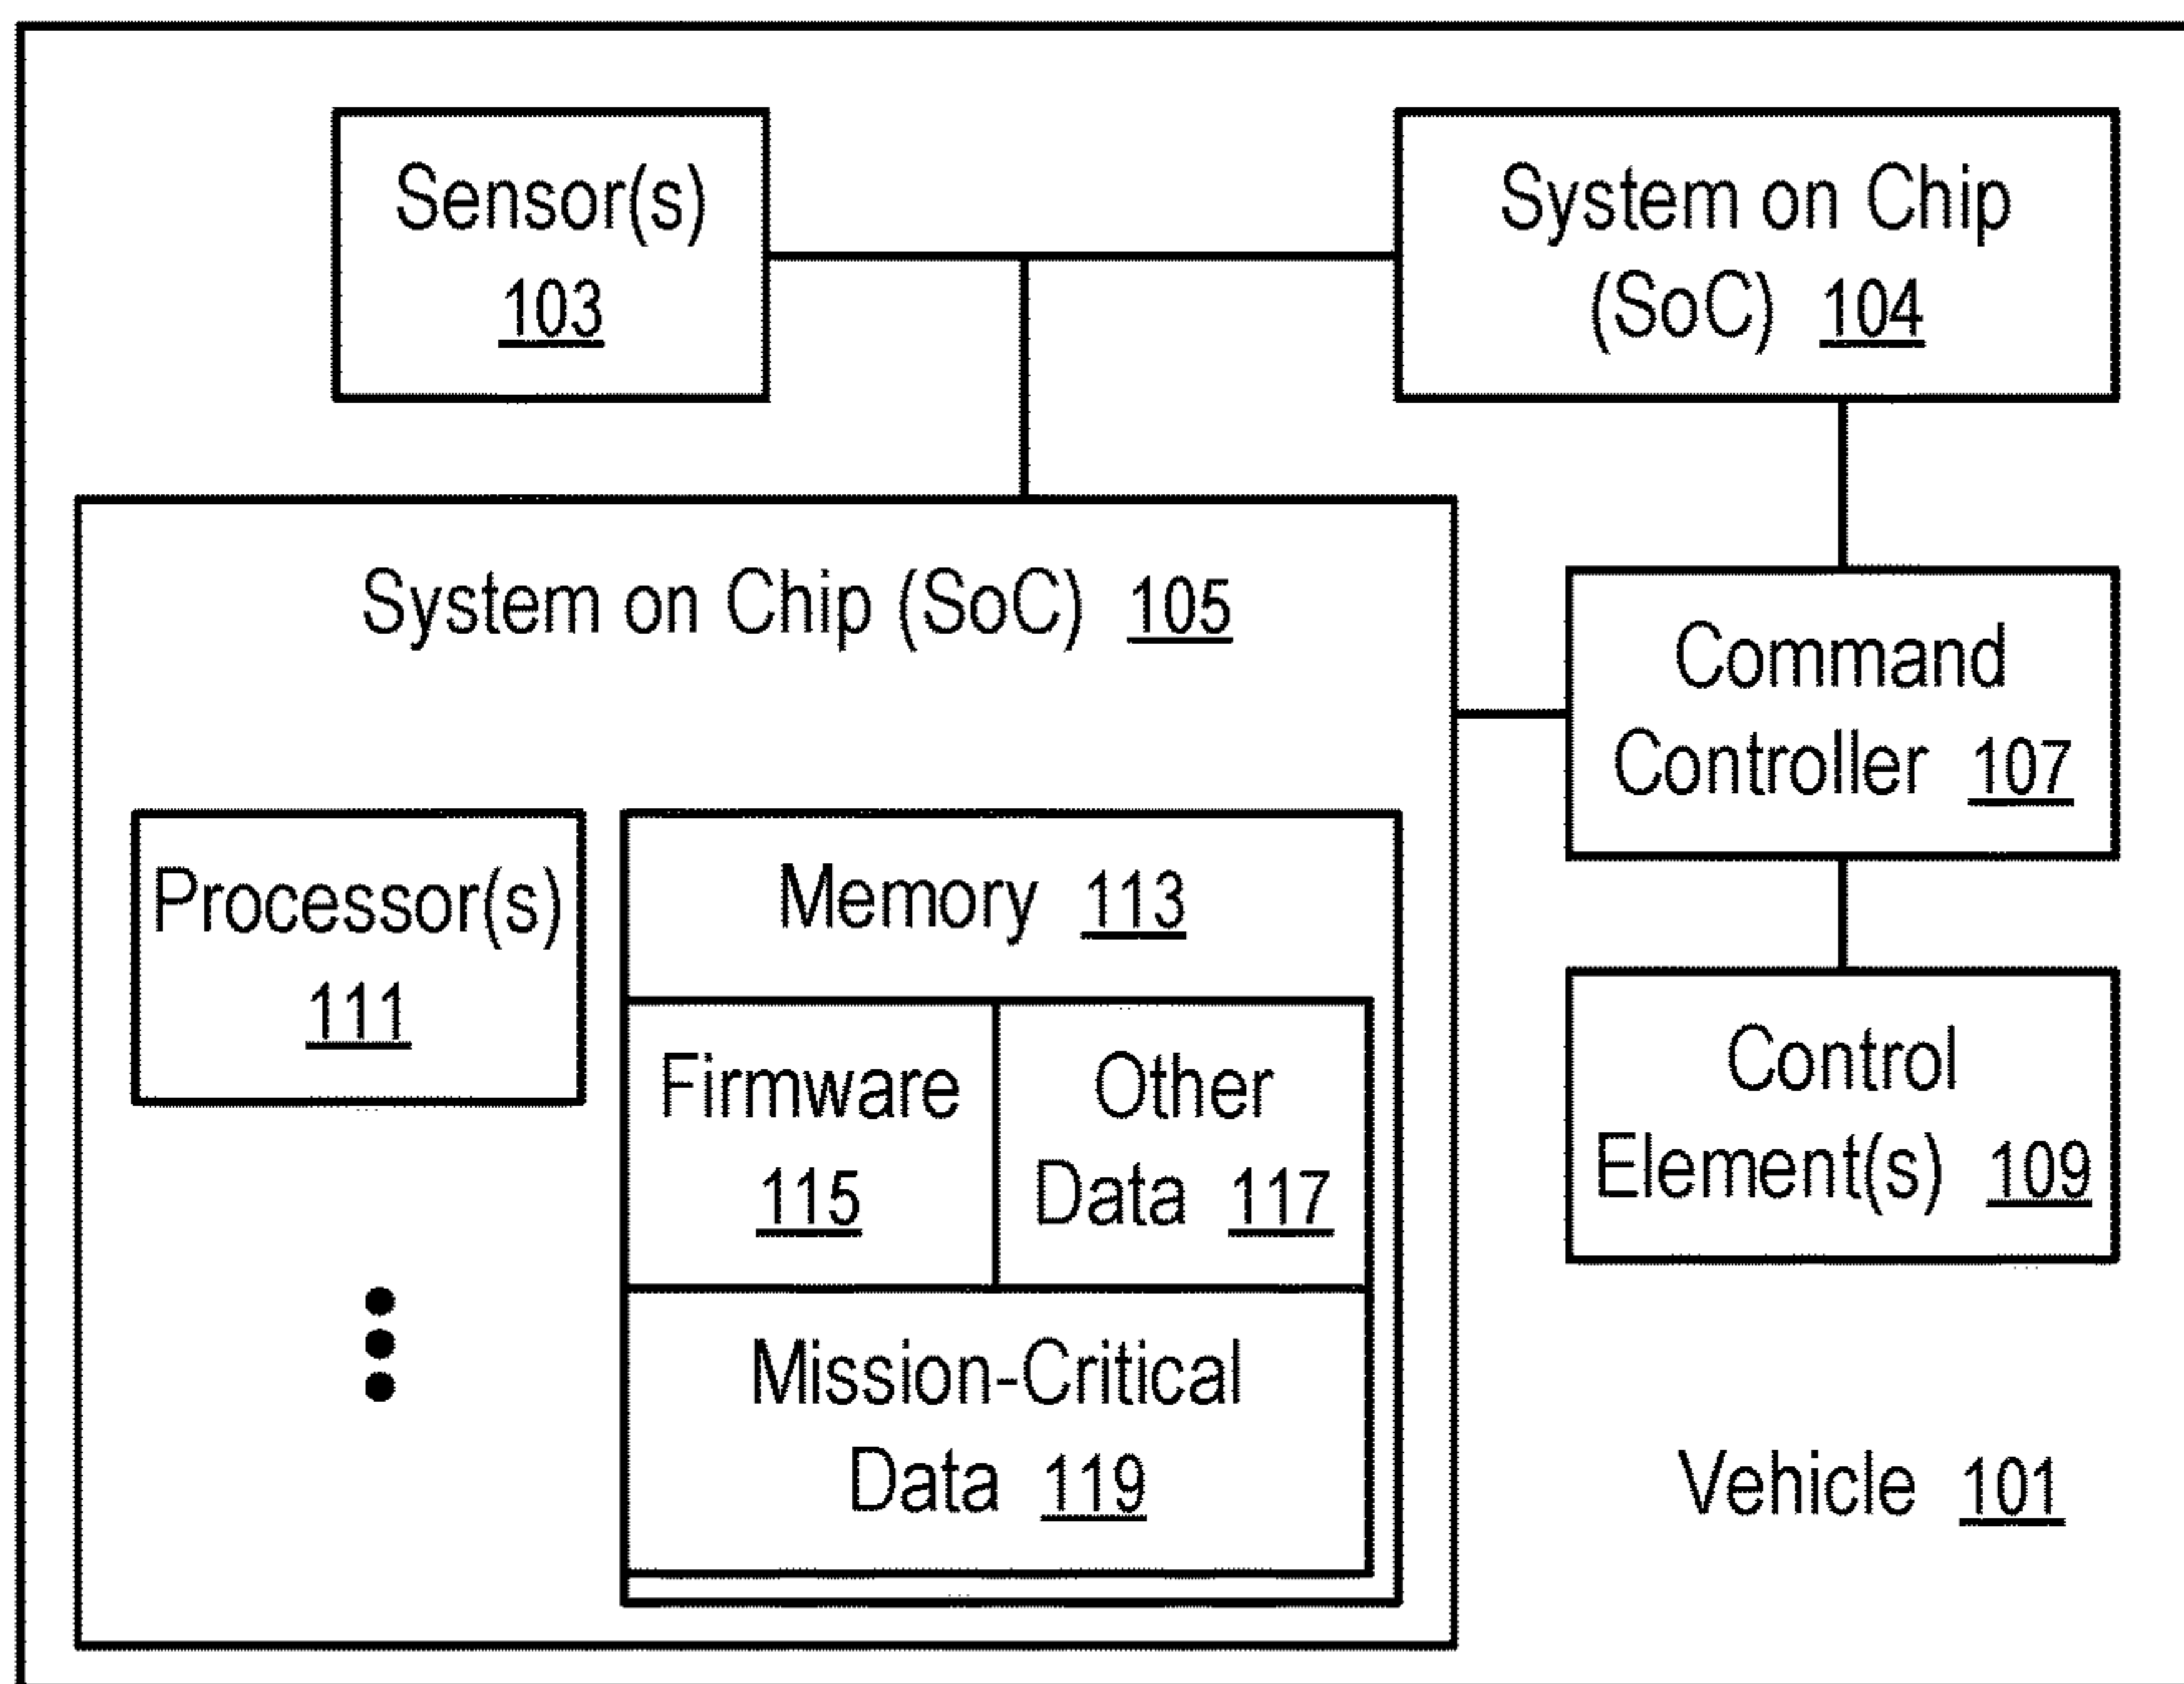 Sensor(s)
103
System on Chip
(SoC) 104
System on Chip (SoC) 105
Command
Controller 107
Processor(s)
111
Memory 113
Firmware
115
Other
Data 117
Control
Element(s) 109
Mission-Critical
Data 119
Vehicle 101